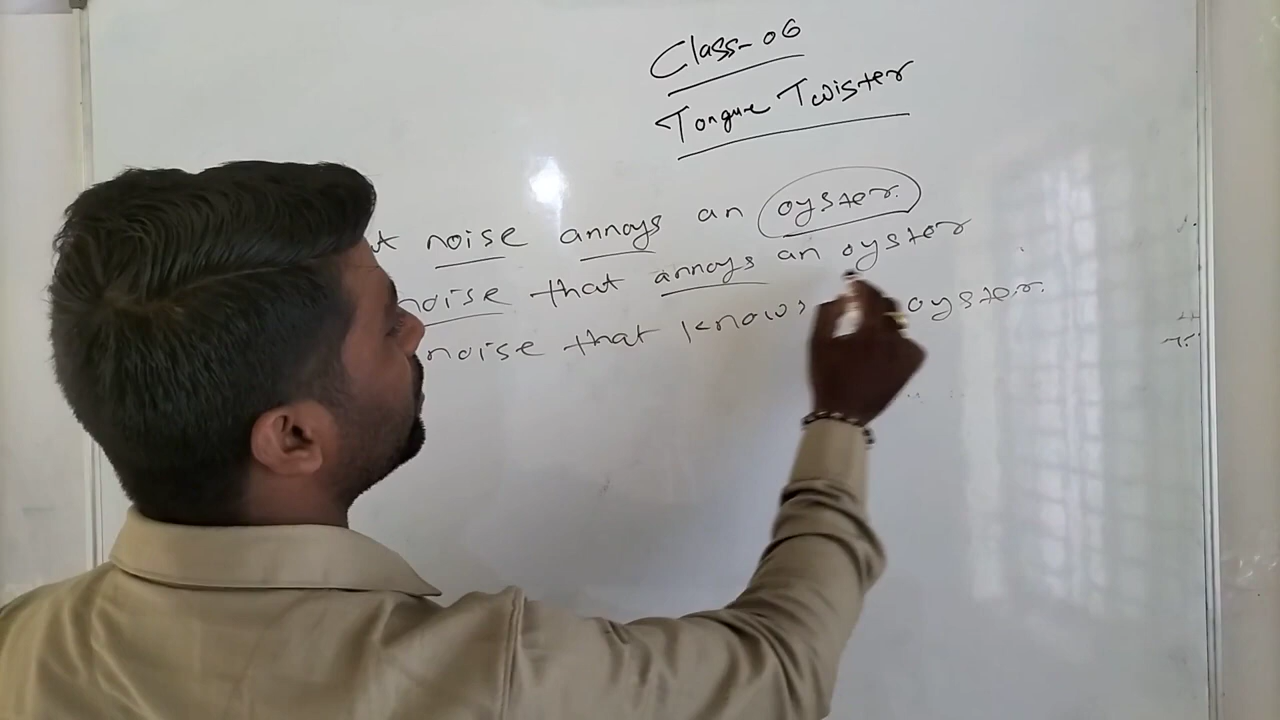 Class-06
Tongue Twister
noise annoys an oyster.
noise that annoys an oyster
noise that knows oyster.